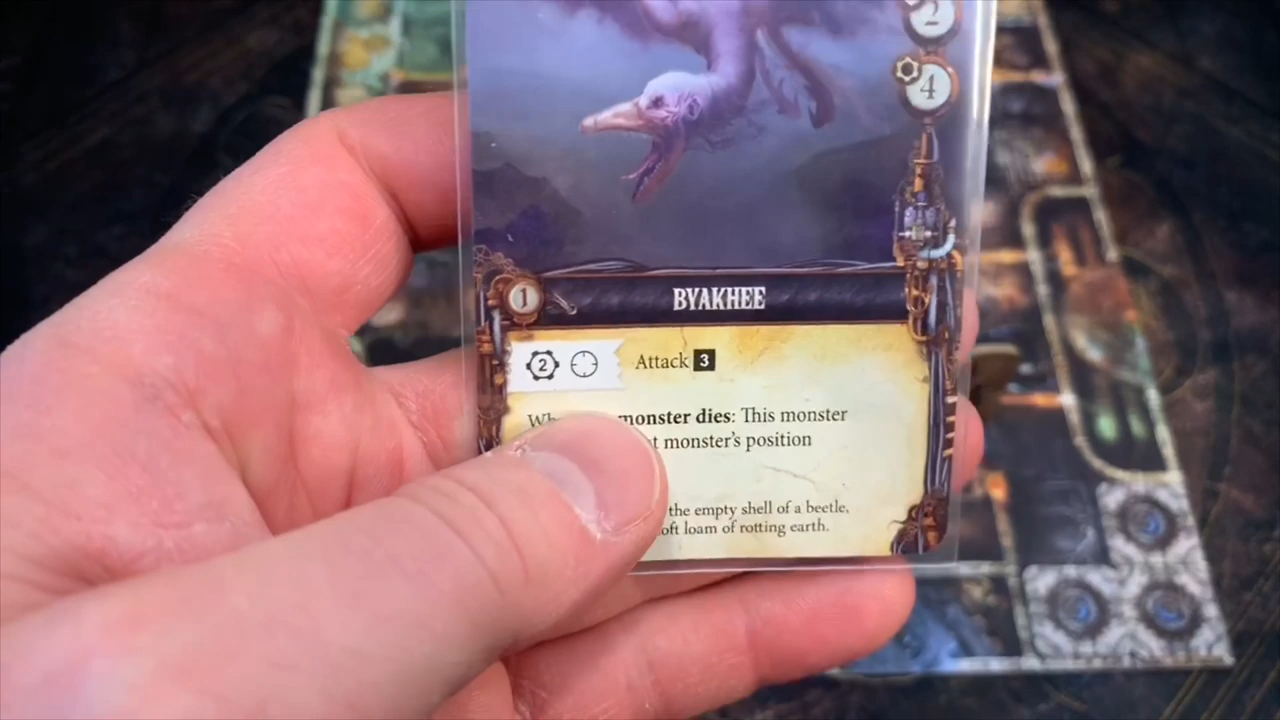 2
4
1
BYAKHEE
2 Attack 3
monster dies: This monster
monster's position
the empty shell of a beetle,
loam of rotting earth.